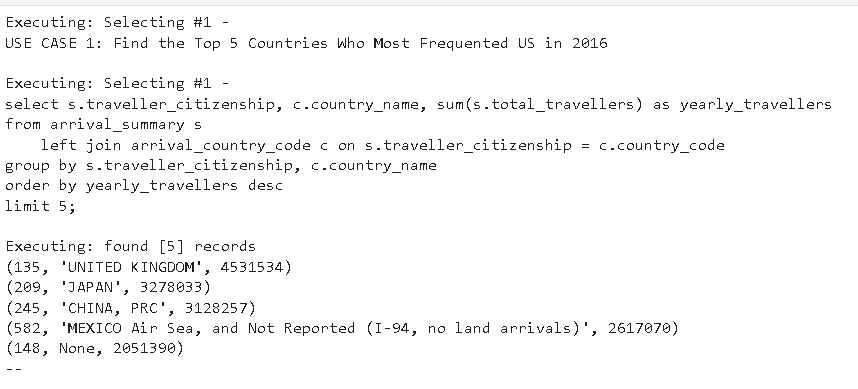 Executing: Selecting #1 -
USE CASE 1: Find the Top 5 Countries Who Most Frequented US in 2016
Executing: Selecting #1 -
select s.traveller_citizenship, c.country_name, sum(s.total_travellers) as yearly_travellers
from arrival_summary s
    left join arrival_country_code c on s.traveller_citizenship = c.country_code
group by s.traveller_citizenship, c.country_name
order by yearly_travellers desc
limit 5;
Executing: found [5] records
(135, 'UNITED KINGDOM', 4531534)
(209, 'JAPAN', 3278033)
(245, 'CHINA, PRC', 3128257)
(582, 'MEXICO Air Sea, and Not Reported (I-94, no land arrivals)', 2617070)
(148, None, 2051390)
--